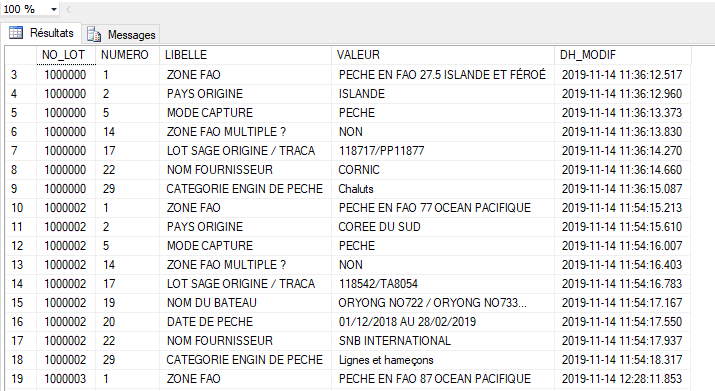 100 %
Résultats Messages
NO_LOT NUMERO LIBELLE VALEUR DH_MODIF
3 1000000 1 ZONE FAO PECHE EN FAO 27.5 ISLANDE ET FÉROÉ 2019-11-14 11:36:12.517
4 1000000 2 PAYS ORIGINE ISLANDE 2019-11-14 11:36:12.960
5 1000000 5 MODE CAPTURE PECHE 2019-11-14 11:36:13.373
6 1000000 14 ZONE FAO MULTIPLE ? NON 2019-11-14 11:36:13.830
7 1000000 17 LOT SAGE ORIGINE / TRACA 118717/PP11877 2019-11-14 11:36:14.270
8 1000000 22 NOM FOURNISSEUR CORNIC 2019-11-14 11:36:14.660
9 1000000 29 CATEGORIE ENGIN DE PECHE Chaluts 2019-11-14 11:36:15.087
10 1000002 1 ZONE FAO PECHE EN FAO 77 OCEAN PACIFIQUE 2019-11-14 11:54:15.213
11 1000002 2 PAYS ORIGINE COREE DU SUD 2019-11-14 11:54:15.610
12 1000002 5 MODE CAPTURE PECHE 2019-11-14 11:54:16.007
13 1000002 14 ZONE FAO MULTIPLE ? NON 2019-11-14 11:54:16.403
14 1000002 17 LOT SAGE ORIGINE / TRACA 118542/TA8054 2019-11-14 11:54:16.783
15 1000002 19 NOM DU BATEAU ORYONG NO722 / ORYONG NO733... 2019-11-14 11:54:17.167
16 1000002 20 DATE DE PECHE 01/12/2018 AU 28/02/2019 2019-11-14 11:54:17.550
17 1000002 22 NOM FOURNISSEUR SNB INTERNATIONAL 2019-11-14 11:54:17.937
18 1000002 29 CATEGORIE ENGIN DE PECHE Lignes et hameçons 2019-11-14 11:54:18.317
19 1000003 1 ZONE FAO PECHE EN FAO 87 OCEAN PACIFIQUE 2019-11-14 12:28:11.853